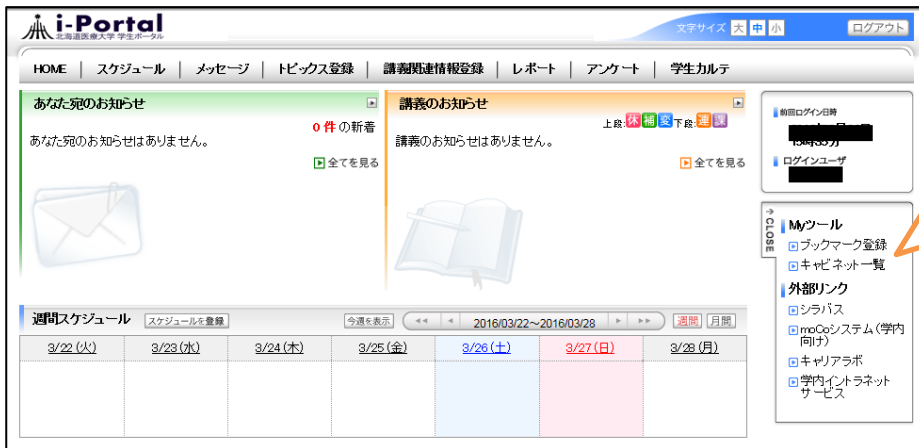 i-Portal
北海道医療大学 学生ポータル
文字サイズ 大 中 小
ログアウト
HOME | スケジュール | メッセージ | トピックス登録 | 講義関連情報登録 | レポート | アンケート | 学生カルテ
あなた宛のお知らせ
0 件 の新着
あなた宛のお知らせはありません。
全てを見る
講義のお知らせ
上段:休 補 変 下段:連 課
講義のお知らせはありません。
全てを見る
前回ログイン日時
ログインユーザ
CLOSE
Myツール
ブックマーク登録
キャビネット一覧
外部リンク
シラバス
moCoシステム(学内
向け)
キャリアラボ
学内イントラネット
サービス
週間スケジュール
スケジュールを登録
今週を表示
2016/03/22～2016/03/28
週間 月間
3/22 (火) 3/23 (水) 3/24 (木) 3/25 (金) 3/26 (土) 3/27 (日) 3/28 (月)